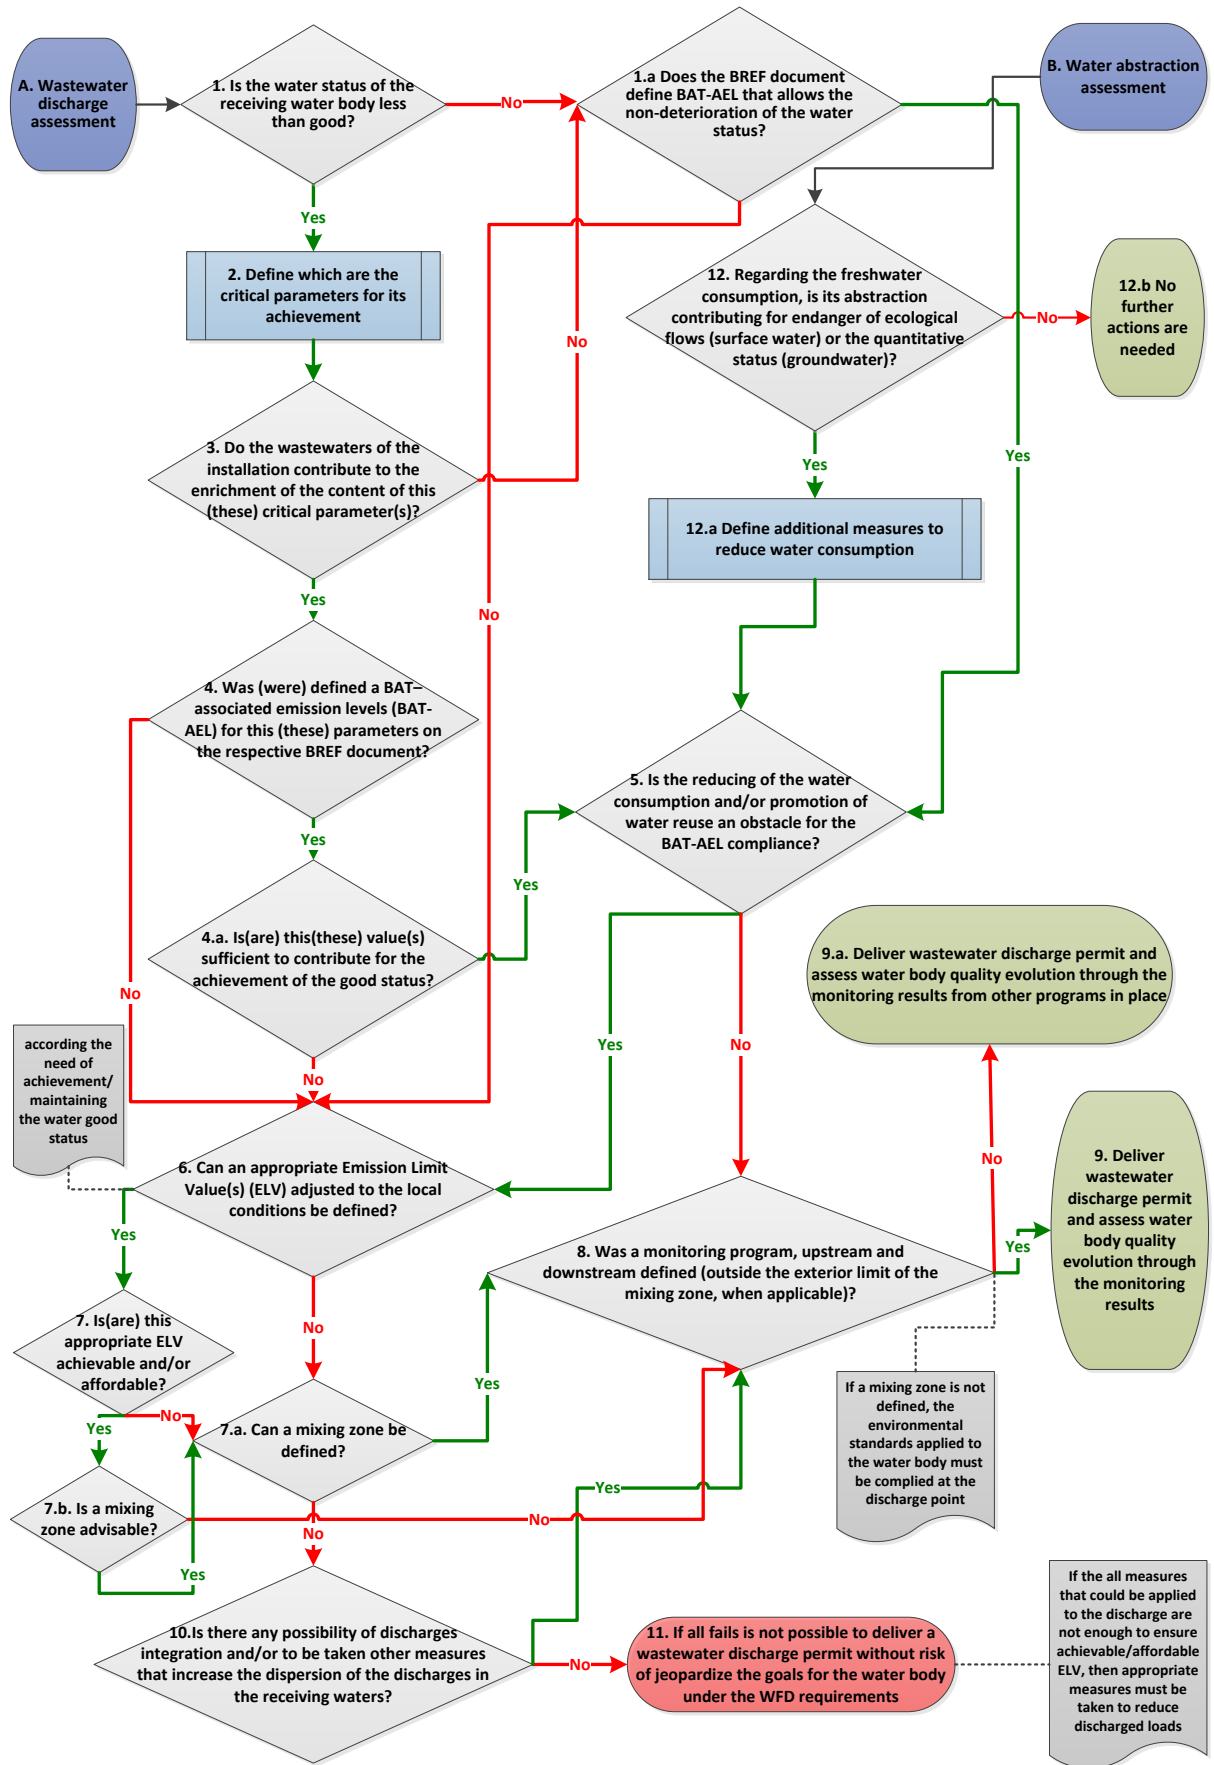 A. Wastewater
discharge
assessment
1. Is the water status of the
receiving water body less
than good?
No
1.a Does the BREF document
define BAT-AEL that allows the
non-deterioration of the water
status?
B. Water abstraction
assessment
Yes
2. Define which are the
critical parameters for its
achievement
12. Regarding the freshwater
consumption, is its abstraction
contributing for endanger of ecological
flows (surface water) or the quantitative
status (groundwater)?
No
12.b No
further
actions are
needed
No
3. Do the wastewaters of the
installation contribute to the
enrichment of the content of this
(these) critical parameter(s)?
Yes
Yes
12.a Define additional measures to
reduce water consumption
Yes
No
4. Was (were) defined a BAT–
associated emission levels (BAT-
AEL) for this (these) parameters on
the respective BREF document?
5. Is the reducing of the water
consumption and/or promotion of
water reuse an obstacle for the
BAT-AEL compliance?
Yes
Yes
4.a. Is(are) this(these) value(s)
sufficient to contribute for the
achievement of the good status?
9.a. Deliver wastewater discharge permit and
assess water body quality evolution through the
monitoring results from other programs in place
No
Yes
No
according the
need of
achievement/
maintaining
the water good
status
No
6. Can an appropriate Emission Limit
Value(s) (ELV) adjusted to the local
conditions be defined?
No
9. Deliver
wastewater
discharge permit
and assess water
body quality
evolution through
the monitoring
results
Yes
8. Was a monitoring program, upstream and
downstream defined (outside the exterior limit of the
mixing zone, when applicable)?
Yes
7. Is(are) this
appropriate ELV
achievable and/or
affordable?
No
Yes
If a mixing zone is not
defined, the
environmental
standards applied to
the water body must
be complied at the
discharge point
Yes
No
7.a. Can a mixing zone be
defined?
Yes
7.b. Is a mixing
zone advisable?
No
No
Yes
10.Is there any possibility of discharges
integration and/or to be taken other measures
that increase the dispersion of the discharges in
the receiving waters?
No
11. If all fails is not possible to deliver a
wastewater discharge permit without risk
of jeopardize the goals for the water body
under the WFD requirements
If the all measures
that could be applied
to the discharge are
not enough to ensure
achievable/affordable
ELV, then appropriate
measures must be
taken to reduce
discharged loads